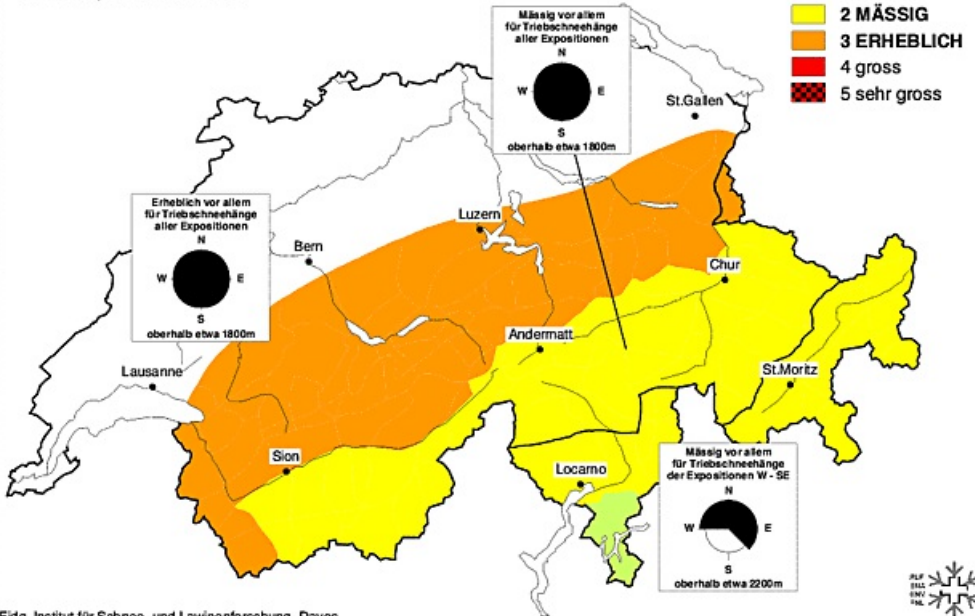 Mässig vor allem
für Triebschneehänge
aller Expositionen
N
W E
S
oberhalb etwa 1800m
2 MÄSSIG
3 ERHEBLICH
4 gross
5 sehr gross
St.Gallen
Erheblich vor allem
für Triebschneehänge
aller Expositionen
N
W E
S
oberhalb etwa 1800m
Luzern
Bern
Chur
Andermatt
Lausanne
St.Moritz
Sion
Locarno
Mässig vor allem
für Triebschneehänge
der Expositionen W - SE
N
W E
S
oberhalb etwa 2200m